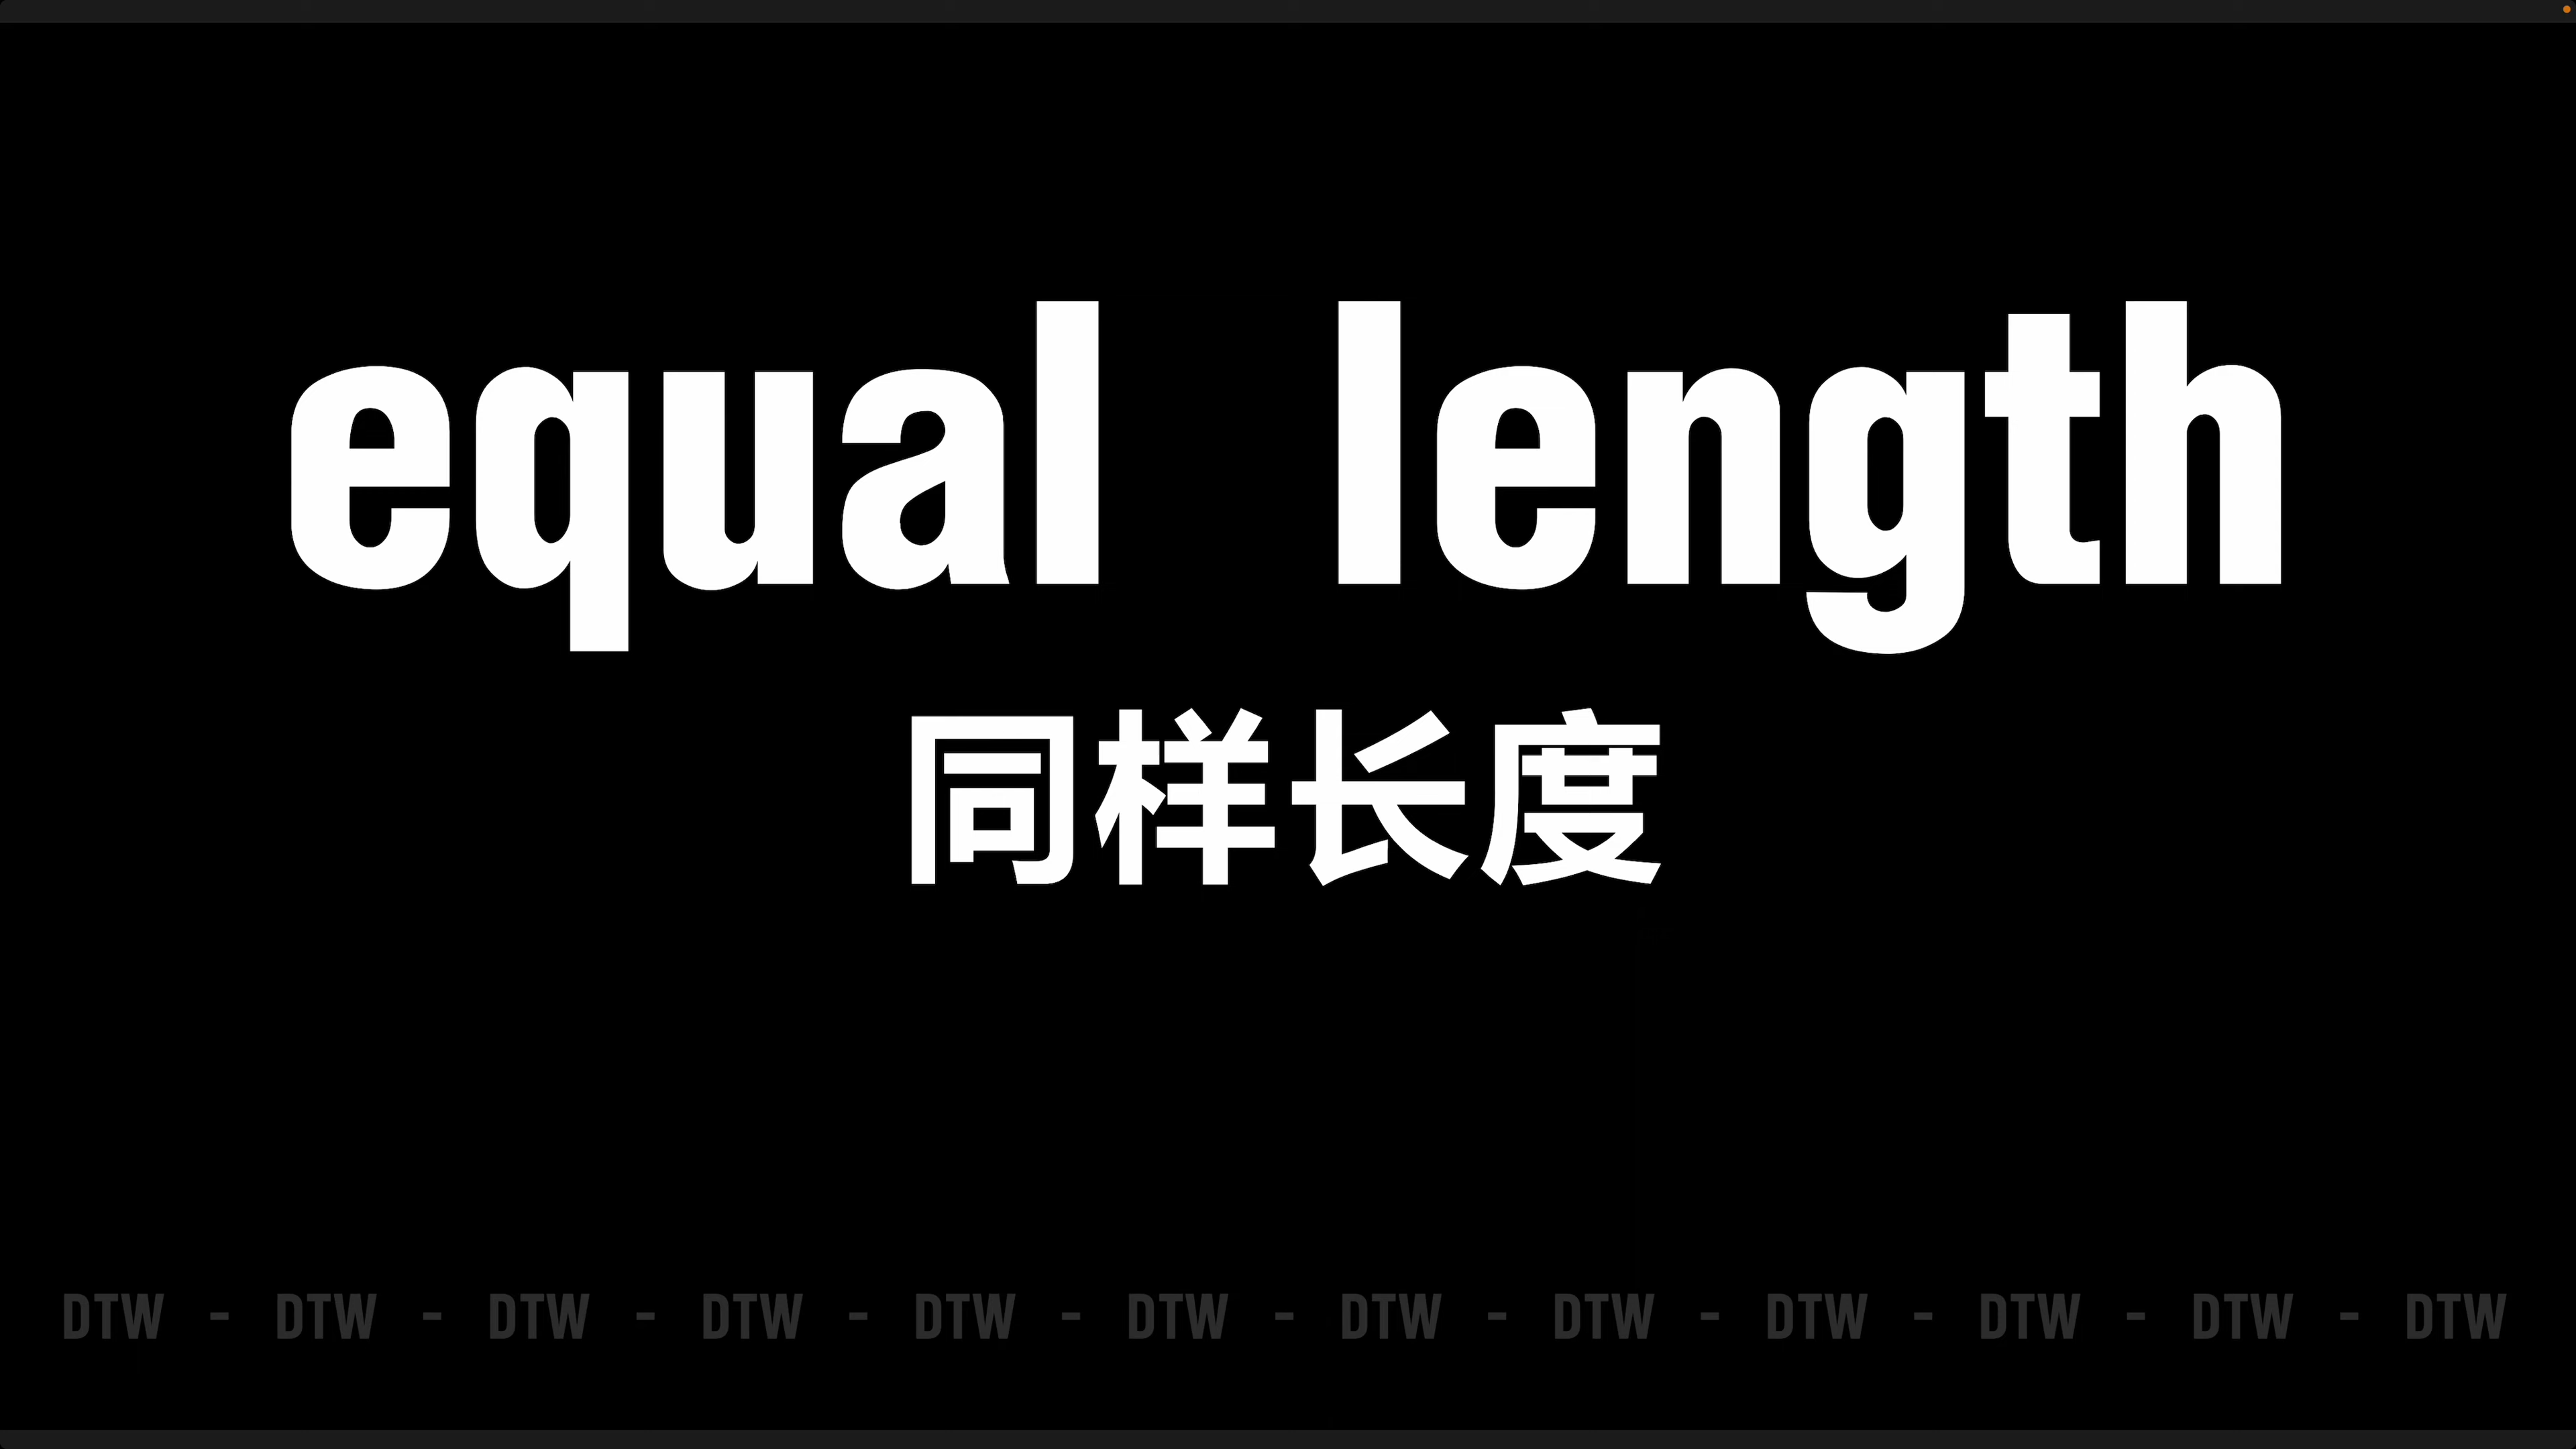 equal length
同样长度
DTW - DTW - DTW - DTW - DTW - DTW - DTW - DTW - DTW - DTW - DTW - DTW